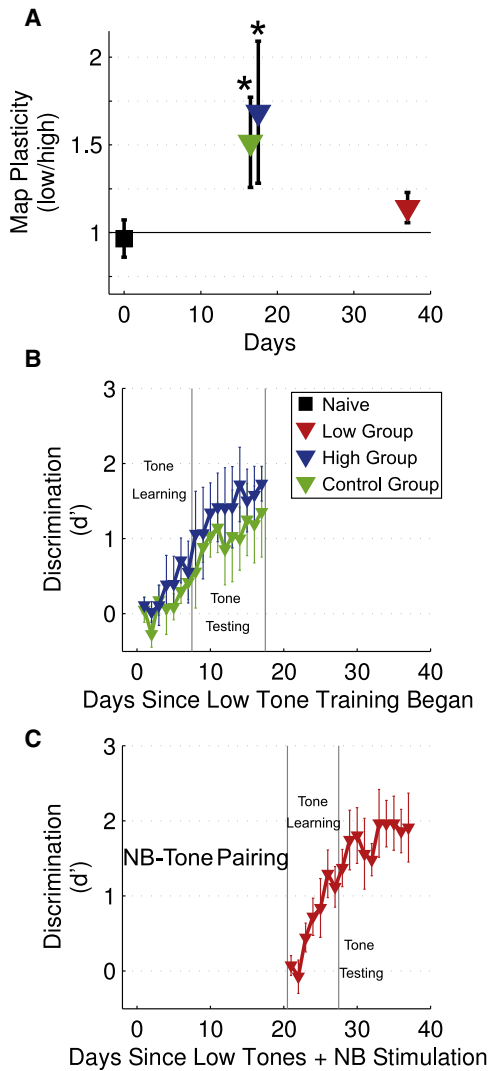 A
Map Plasticity
(low/high)
2
1.5
1
*
*
0
10
20
30
40
Days
B
Discrimination
(d')
3
2
1
0
Tone
Learning
Tone
Testing
Naive
Low Group
High Group
Control Group
0
10
20
30
40
Days Since Low Tone Training Began
C
Discrimination
(d')
3
2
1
0
NB-Tone Pairing
Tone
Learning
Tone
Testing
0
10
20
30
40
Days Since Low Tones + NB Stimulation